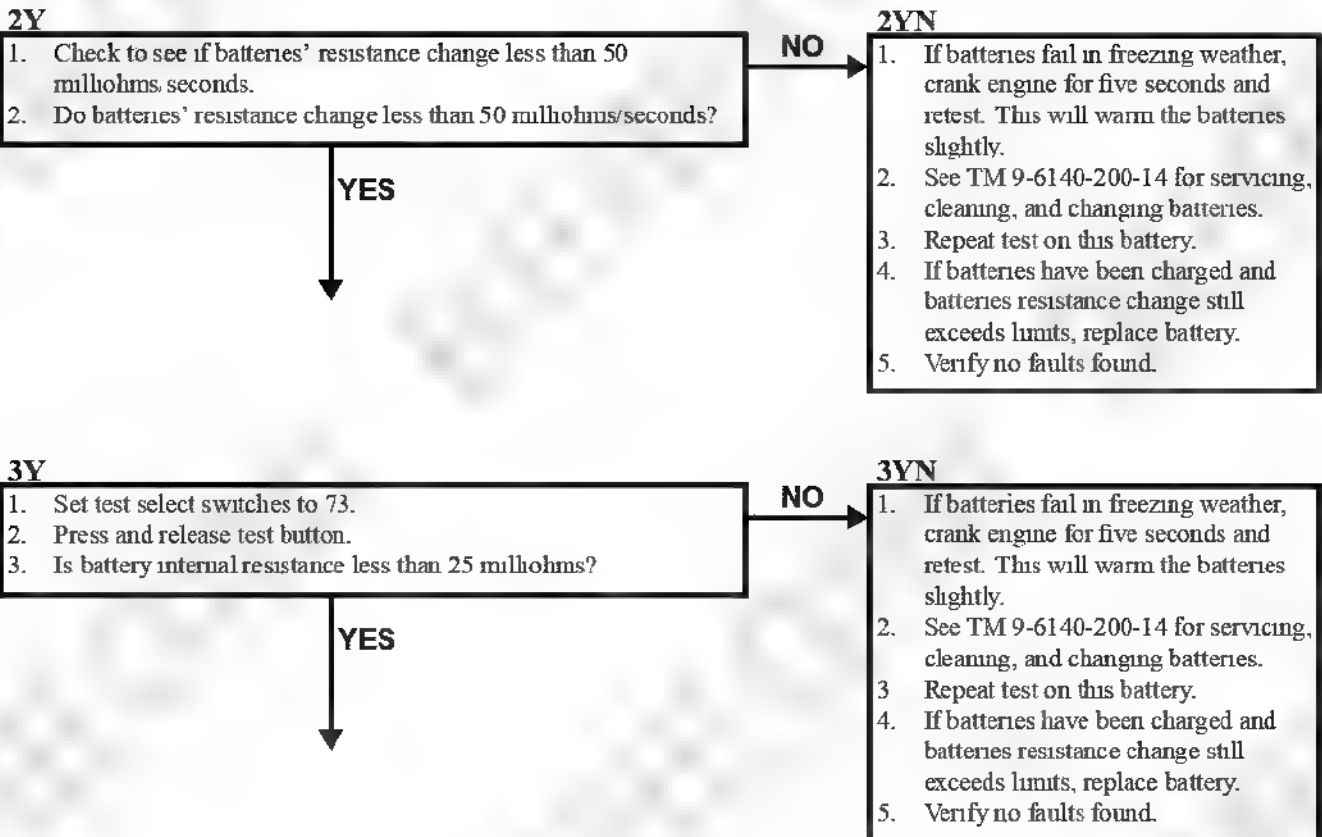 2Y
1. Check to see if batteries' resistance change less than 50
milliohms/seconds.
2. Do batteries' resistance change less than 50 milliohms/seconds?
NO
YES
2YN
1. If batteries fail in freezing weather,
crank engine for five seconds and
retest. This will warm the batteries
slightly.
2. See TM 9-6140-200-14 for servicing,
cleaning, and changing batteries.
3. Repeat test on this battery.
4. If batteries have been charged and
batteries resistance change still
exceeds limits, replace battery.
5. Verify no faults found.
3Y
1. Set test select switches to 73.
2. Press and release test button.
3. Is battery internal resistance less than 25 milliohms?
NO
YES
3YN
1. If batteries fail in freezing weather,
crank engine for five seconds and
retest. This will warm the batteries
slightly.
2. See TM 9-6140-200-14 for servicing,
cleaning, and changing batteries.
3 Repeat test on this battery.
4. If batteries have been charged and
batteries resistance change still
exceeds limits, replace battery.
5. Verify no faults found.